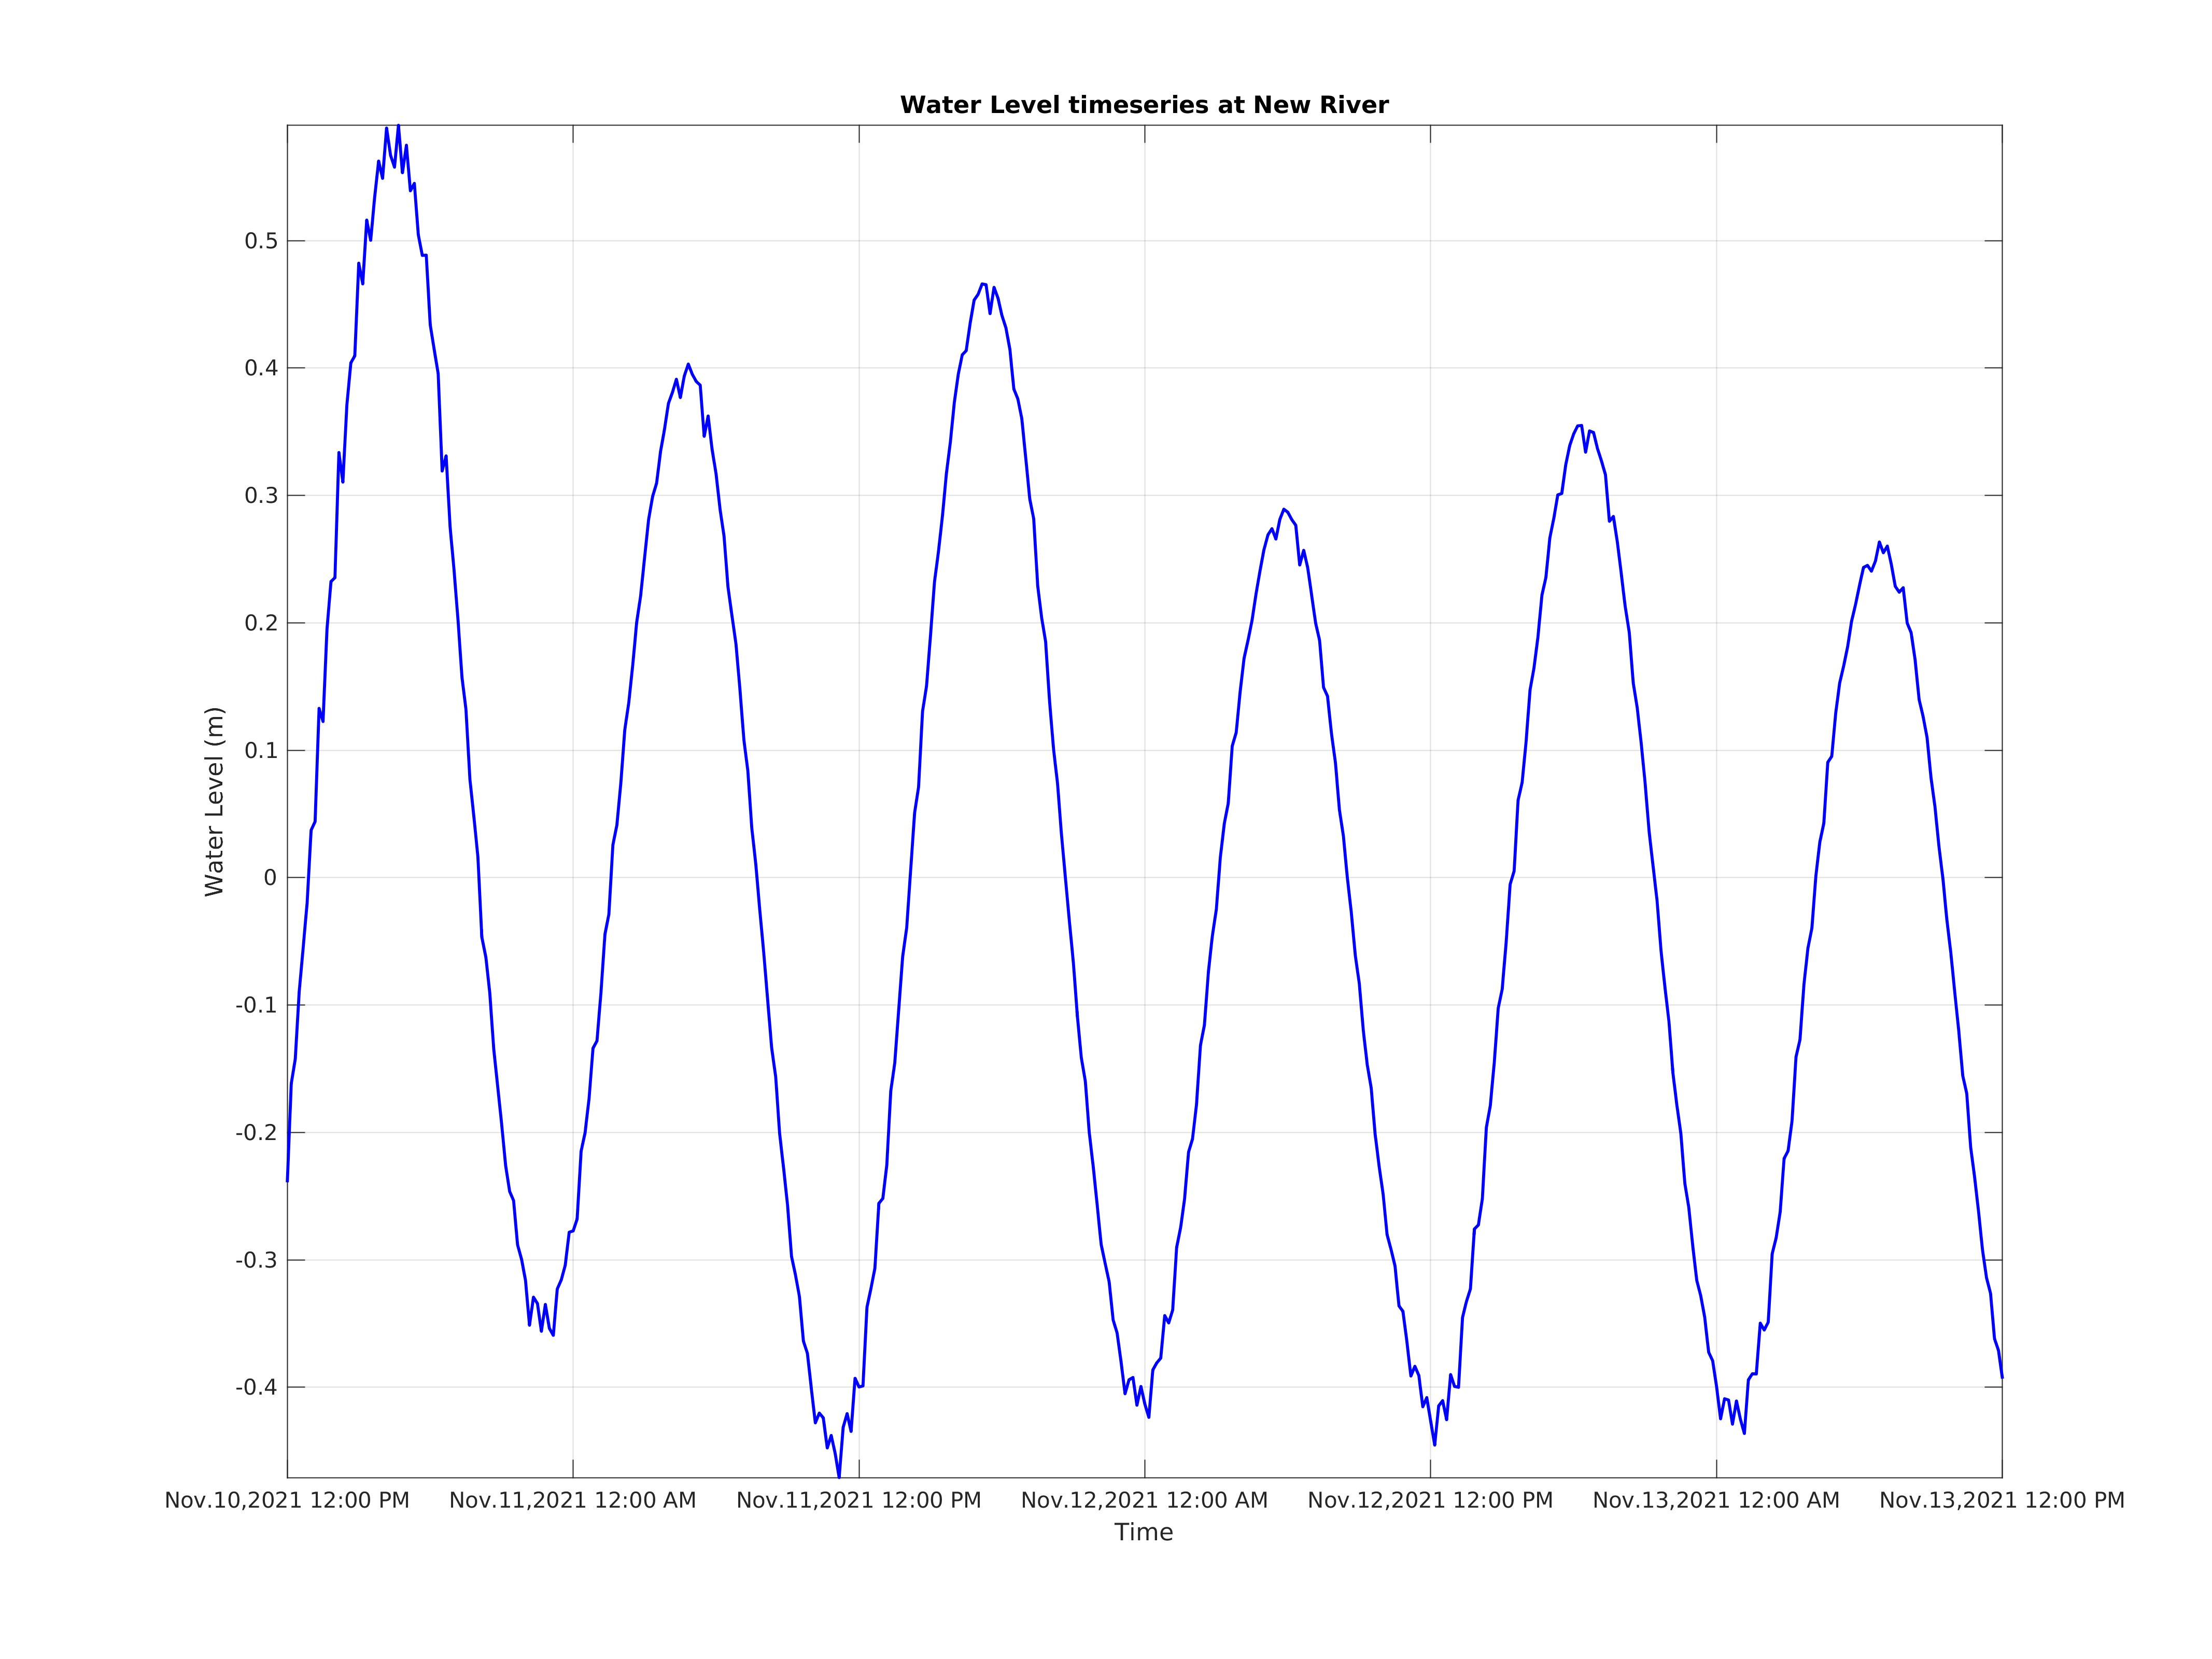 Water Level timeseries at New River
0.5
0.4
0.3
0.2
0.1
0
-0.1
-0.2
-0.3
-0.4
Water Level (m)
Nov.10,2021 12:00 PM Nov.11,2021 12:00 AM Nov.11,2021 12:00 PM Nov.12,2021 12:00 AM Nov.12,2021 12:00 PM Nov.13,2021 12:00 AM Nov.13,2021 12:00 PM
Time